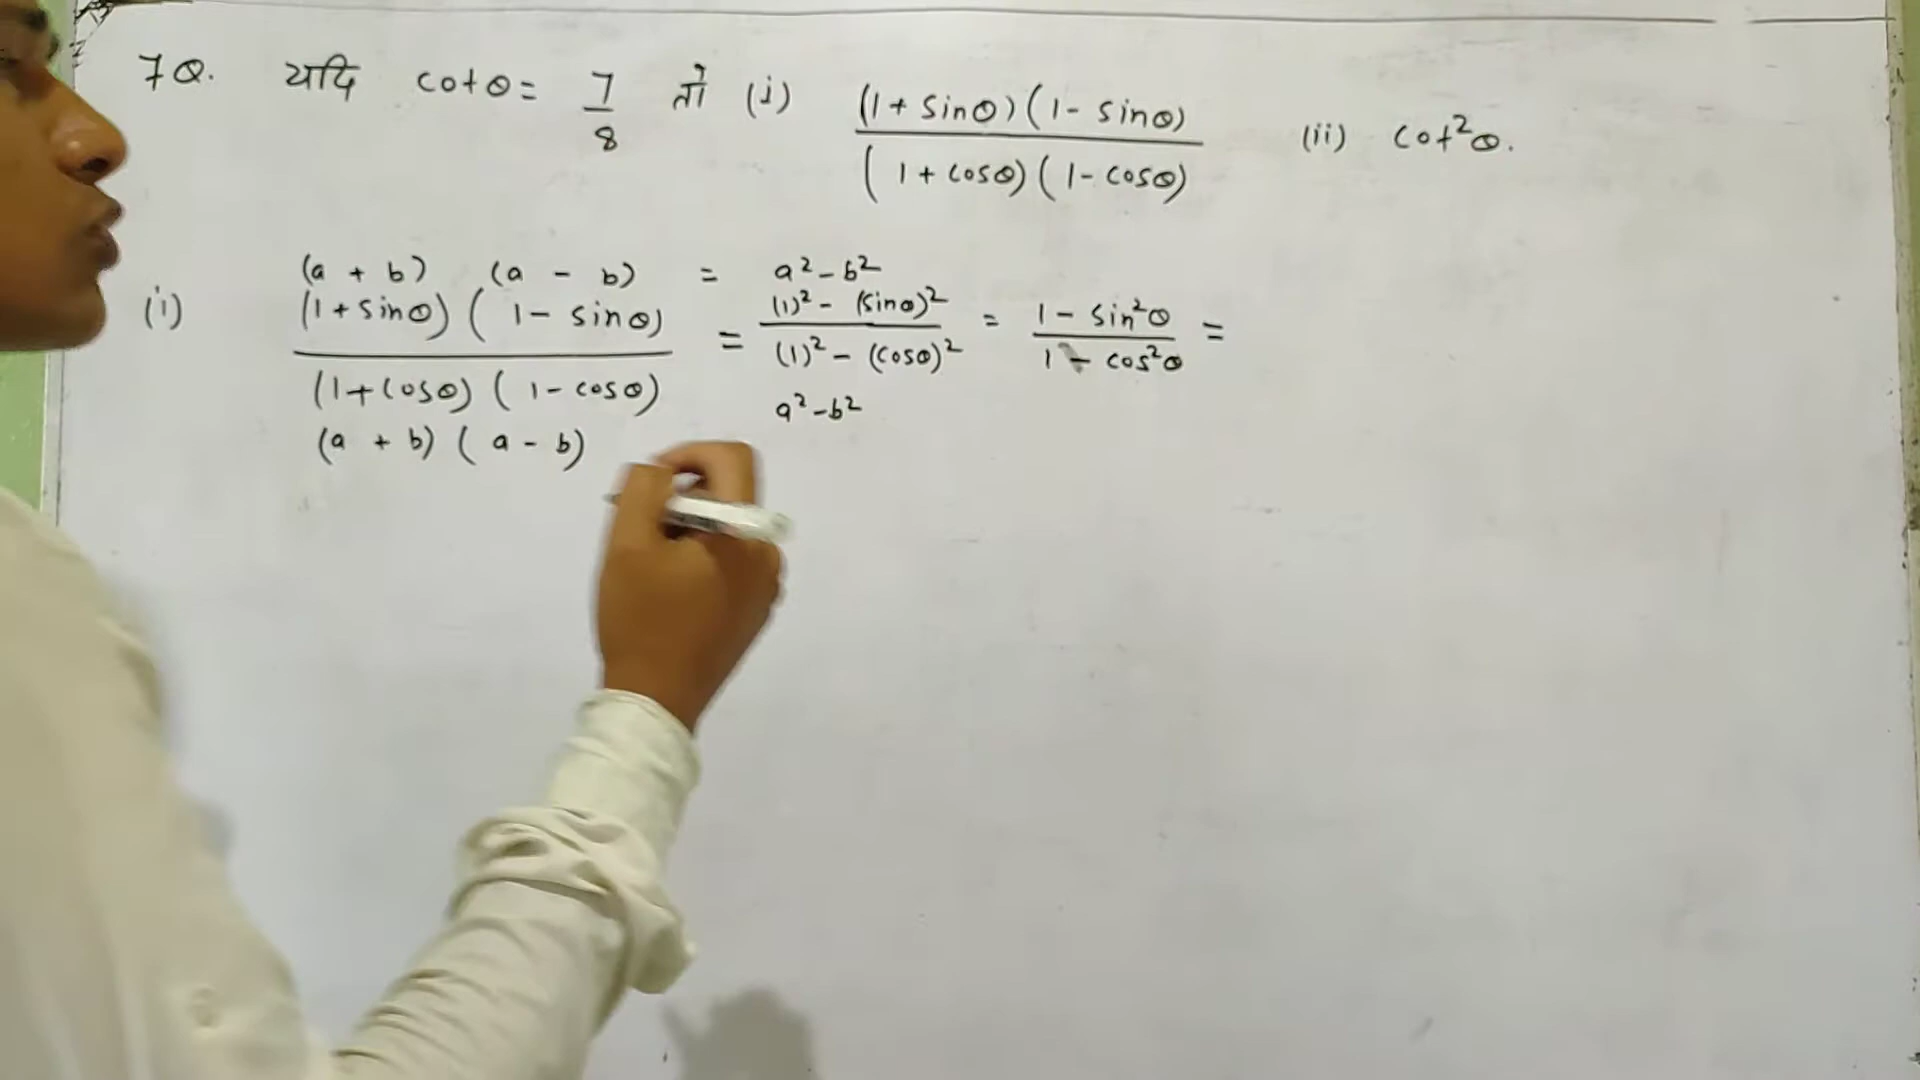 7Q. यदि cotθ = 7/8 तो (i) (1 + sinθ)(1 - sinθ) / (1 + cosθ)(1 - cosθ) (ii) cot²θ.
(a + b) (a - b) = a² - b²
(i) (1 + sinθ)(1 - sinθ) / (1 + cosθ)(1 - cosθ) = (1)² - (sinθ)² / (1)² - (cosθ)² = 1 - sin²θ / 1 - cos²θ =
(a + b) (a - b) a² - b²